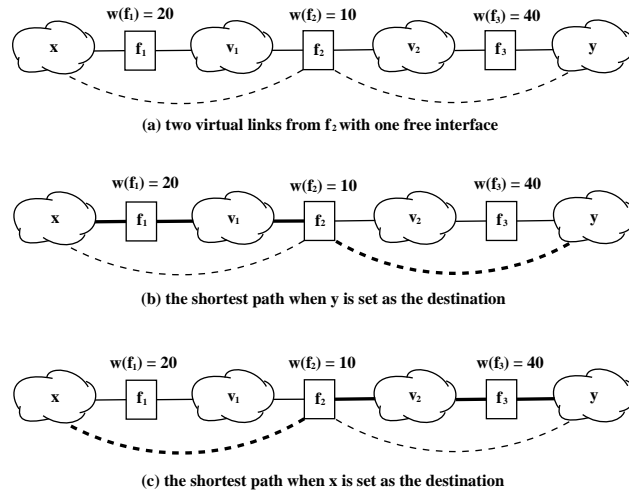 w(f₁) = 20 w(f₂) = 10 w(f₃) = 40
x f₁ v₁ f₂ v₂ f₃ y
(a) two virtual links from f₂ with one free interface
w(f₁) = 20 w(f₂) = 10 w(f₃) = 40
x f₁ v₁ f₂ v₂ f₃ y
(b) the shortest path when y is set as the destination
w(f₁) = 20 w(f₂) = 10 w(f₃) = 40
x f₁ v₁ f₂ v₂ f₃ y
(c) the shortest path when x is set as the destination